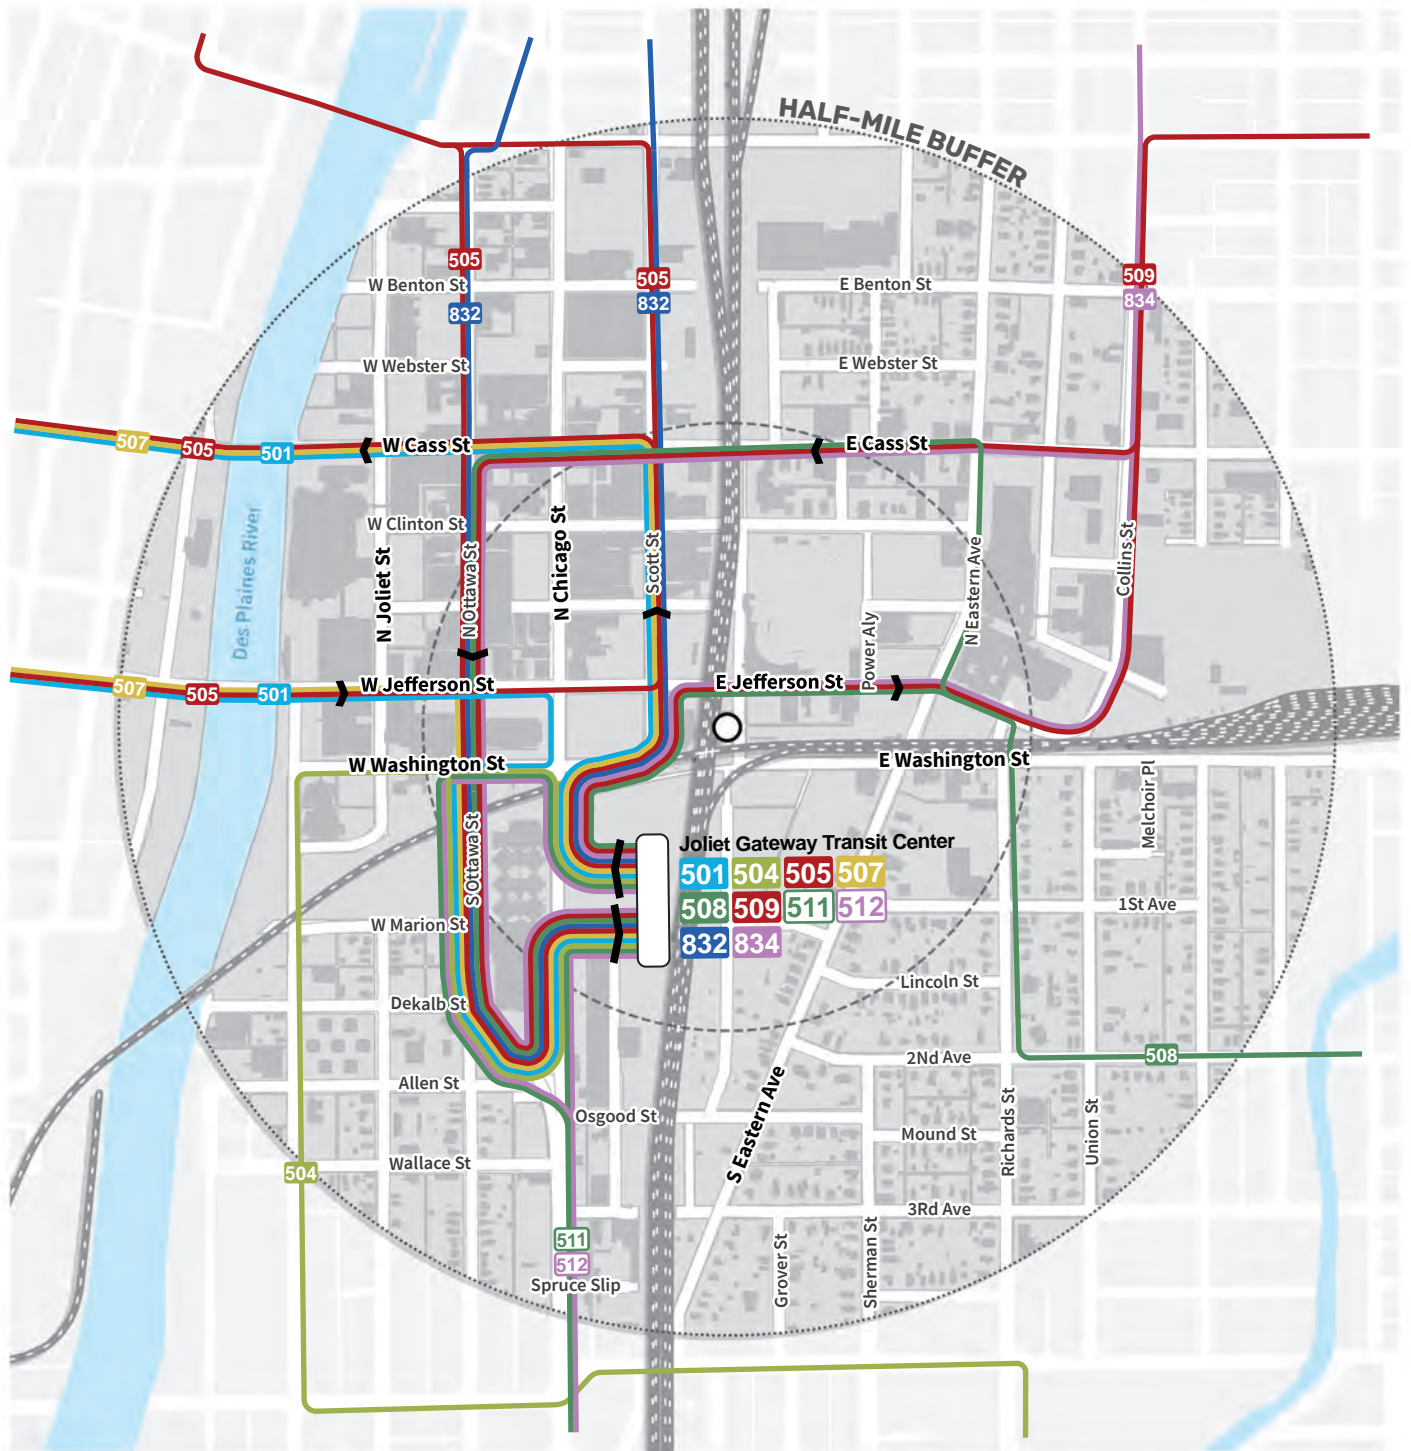 HALF-MILE BUFFER
505
505
509
W Benton St
E Benton St
832
832
834
W Webster St
E Webster St
507
505
501
W Cass St
E Cass St
W Clinton St
N Joliet St
N Ottawa St
N Chicago St
Scott St
Power Aly
N Eastern Ave
Collins St
Des Plaines River
507
505
501
W Jefferson St
E Jefferson St
W Washington St
E Washington St
Melchoir Pl
S Ottawa St
Joliet Gateway Transit Center
501 504 505 507
508 509 511 512
832 834
1St Ave
W Marion St
Lincoln St
Dekalb St
2Nd Ave
508
Allen St
S Eastern Ave
Osgood St
Mound St
Richards St
Union St
Wallace St
504
3Rd Ave
511
512
Spruce Slip
Grover St
Sherman St